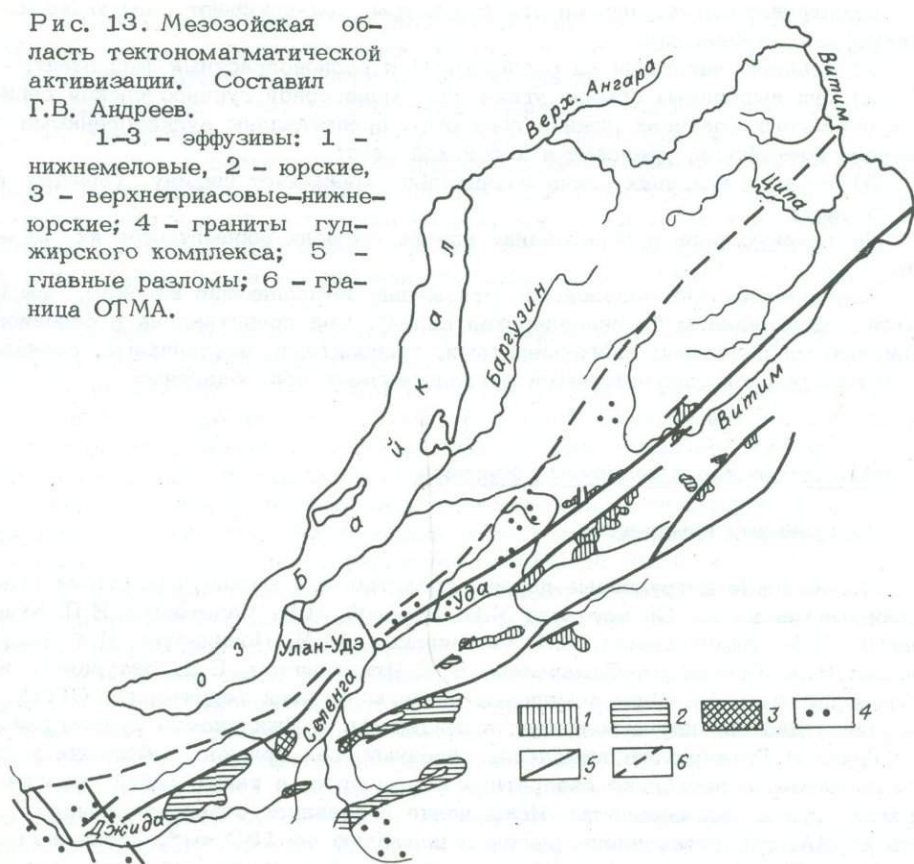 Рис. 13. Мезозойская об-
ласть тектономагматической
активизации. Составил
Г.В. Андреев.
1-3 - эффузивы: 1 -
нижнемеловые, 2 - юрские,
3 - верхнетриасовые-нижне-
юрские; 4 - граниты гуд-
жирского комплекса; 5 -
главные разломы; 6 - гра-
ница ОТМА.
Верх. Ангара
Витим
Ципа
Баргузин
Витим
Байкал
о.
Уда
Улан-Удэ
Селенга
Джида
1
2
3
4
5
6